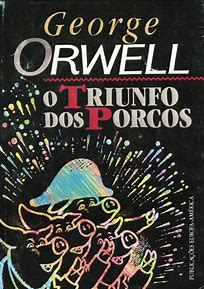 George
ORWELL
O TRIUNFO
DOS PORCOS
PUBLICAÇÕES EUROPA-AMÉRICA